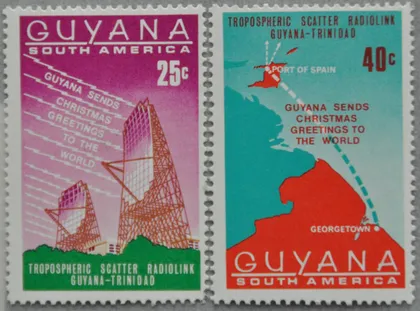 GUYANA
SOUTH AMERICA
25c
GUYANA SENDS
CHRISTMAS
GREETINGS
TO THE
WORLD
TROPOSPHERIC SCATTER RADIOLINK
GUYANA-TRINIDAD
TROPOSPHERIC SCATTER RADIOLINK
GUYANA-TRINIDAD
40c
PORT OF SPAIN
GUYANA SENDS
CHRISTMAS
GREETINGS TO
THE WORLD
GEORGETOWN
GUYANA
SOUTH AMERICA